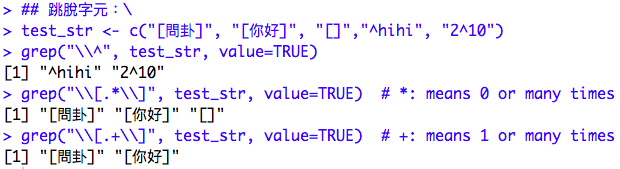 > ## 跳脫字元：\
> test_str <- c("[問卦]", "[你好]", "[]","^hihi", "2^10")
> grep("\\^", test_str, value=TRUE)
[1] "^hihi" "2^10"
> grep("\\[.*\\]", test_str, value=TRUE)  # *: means 0 or many times
[1] "[問卦]" "[你好]" "[]"
> grep("\\[.+\\]", test_str, value=TRUE)  # +: means 1 or many times
[1] "[問卦]" "[你好]"